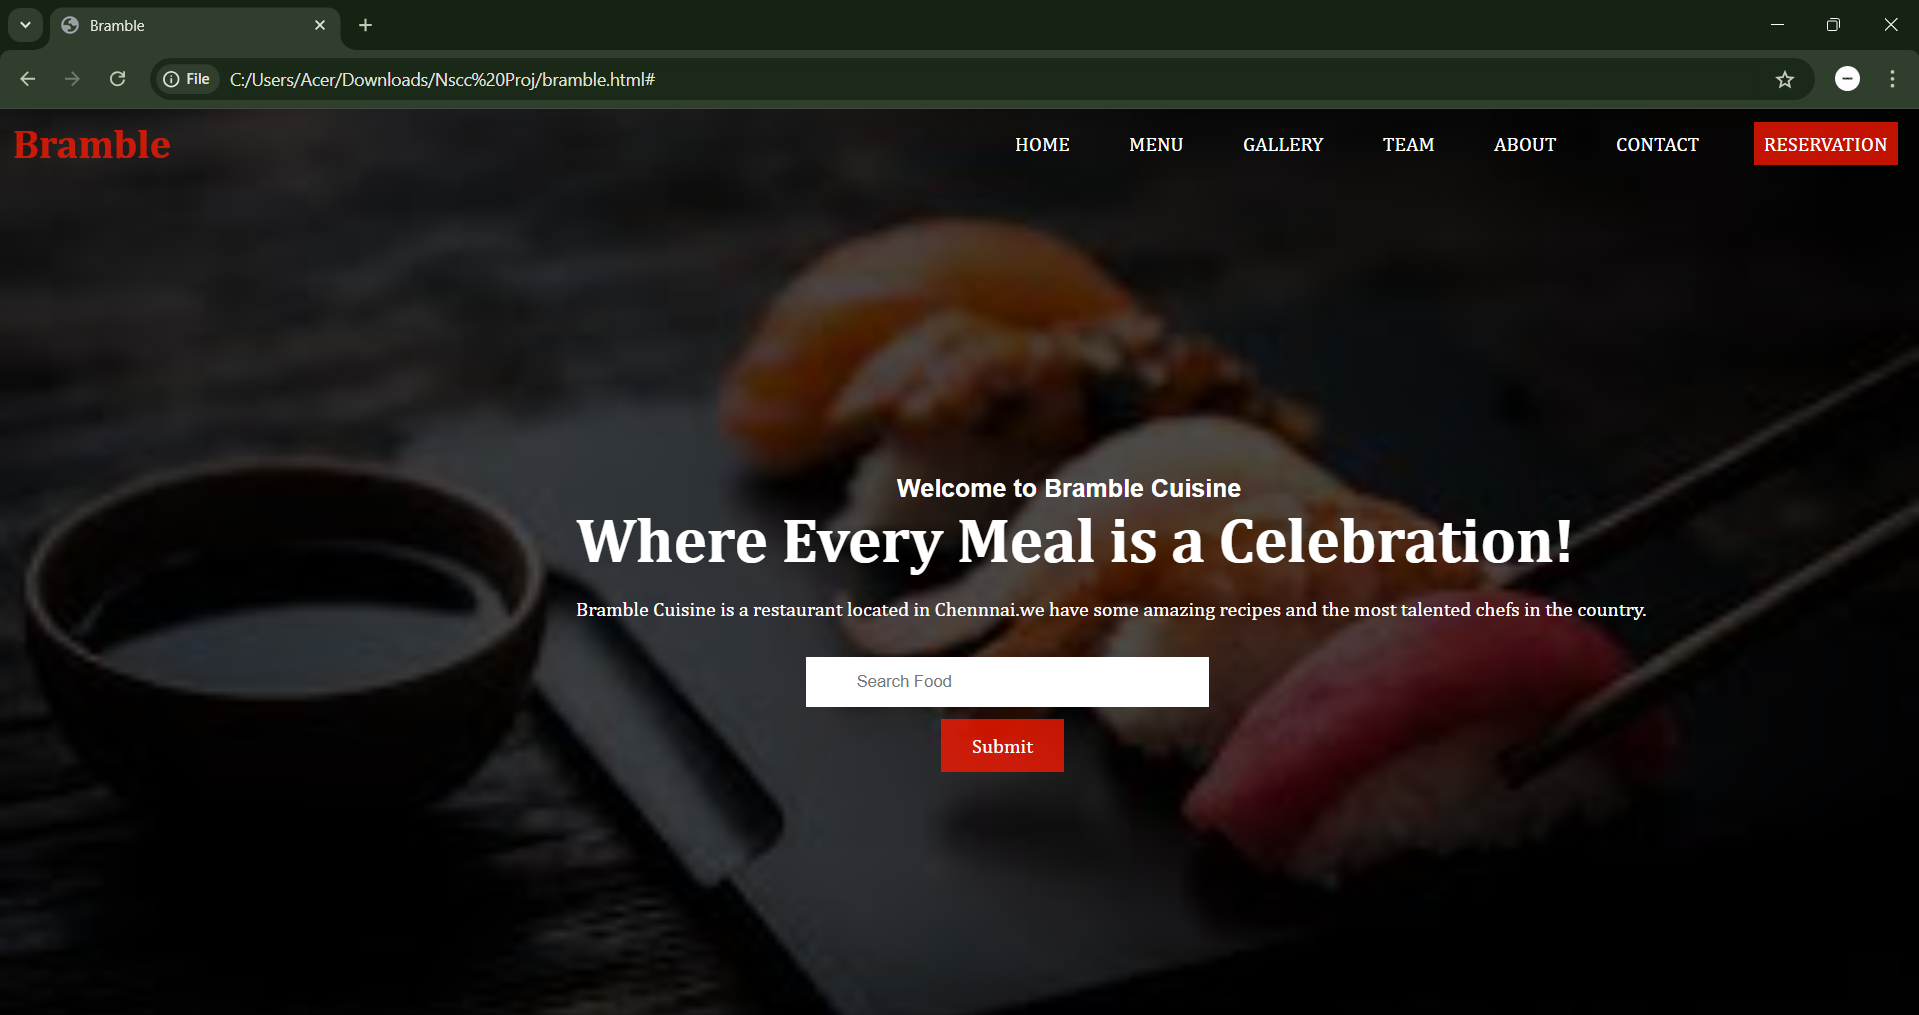 Bramble
File
C:/Users/Acer/Downloads/Nscc%20Proj/bramble.html#
Bramble
HOME
MENU
GALLERY
TEAM
ABOUT
CONTACT
RESERVATION
Welcome to Bramble Cuisine
Where Every Meal is a Celebration!
Bramble Cuisine is a restaurant located in Chennnai.we have some amazing recipes and the most talented chefs in the country.
Search Food
Submit